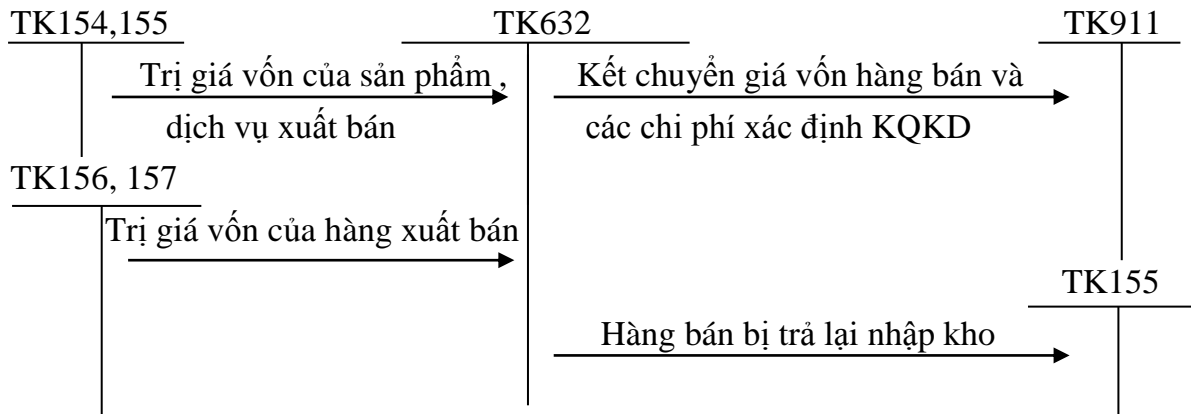 TK154,155
TK632
TK911
Trị giá vốn của sản phẩm ,
dịch vụ xuất bán
Kết chuyển giá vốn hàng bán và
các chi phí xác định KQKD
TK156, 157
Trị giá vốn của hàng xuất bán
TK155
Hàng bán bị trả lại nhập kho